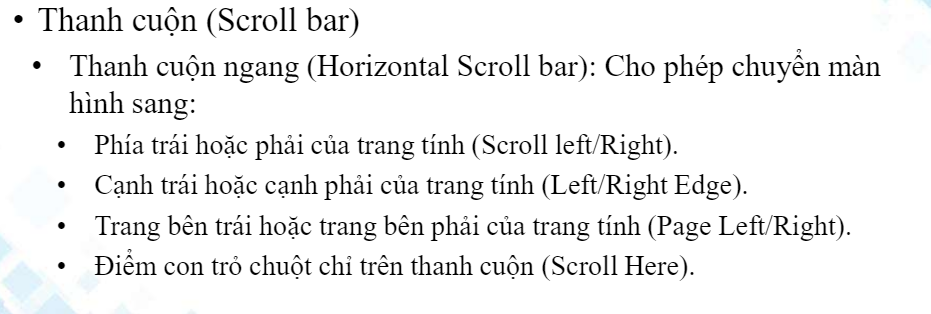 • Thanh cuộn (Scroll bar)
• Thanh cuộn ngang (Horizontal Scroll bar): Cho phép chuyển màn
hình sang:
• Phía trái hoặc phải của trang tính (Scroll left/Right).
• Cạnh trái hoặc cạnh phải của trang tính (Left/Right Edge).
• Trang bên trái hoặc trang bên phải của trang tính (Page Left/Right).
• Điểm con trỏ chuột chỉ trên thanh cuộn (Scroll Here).